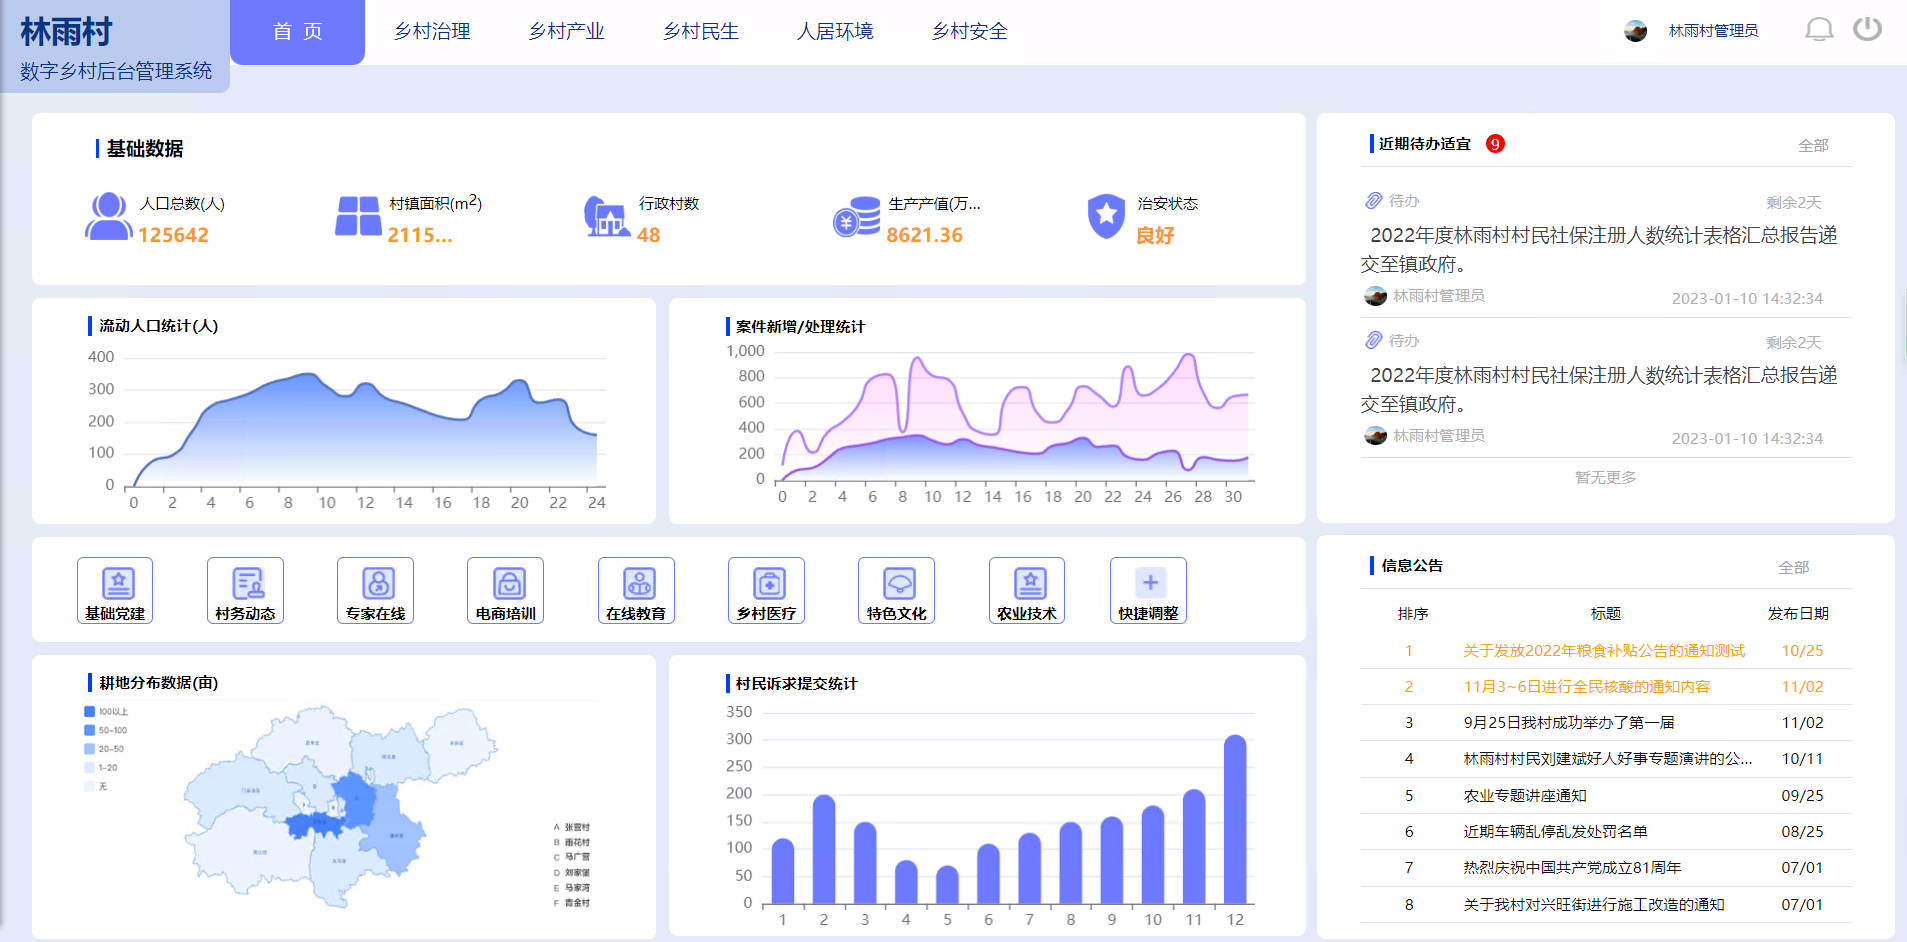 林雨村
数字乡村后台管理系统
首 页
乡村治理
乡村产业
乡村民生
人居环境
乡村安全
林雨村管理员
基础数据
人口总数(人)
125642
村镇面积(m2)
2115...
行政村数
48
生产产值(万...
8621.36
治安状态
良好
流动人口统计(人)
400
300
200
100
0
0 2 4 6 8 10 12 14 16 18 20 22 24
案件新增/处理统计
1,000
800
600
400
200
0
0 2 4 6 8 10 12 14 16 18 20 22 24 26 28 30
近期待办适宜 9
全部
待办
剩余2天
2022年度林雨村村民社保注册人数统计表格汇总报告递
交至镇政府。
林雨村管理员
2023-01-10 14:32:34
待办
剩余2天
2022年度林雨村村民社保注册人数统计表格汇总报告递
交至镇政府。
林雨村管理员
2023-01-10 14:32:34
暂无更多
基础党建
村务动态
专家在线
电商培训
在线教育
乡村医疗
特色文化
农业技术
快捷调整
耕地分布数据(亩)
100以上
50-100
20-50
1-20
无
A 张营村
B 雨花村
C 马广营
D 刘家堡
E 马家湾
F 青金村
村民诉求提交统计
350
300
250
200
150
100
50
0
1 2 3 4 5 6 7 8 9 10 11 12
信息公告
全部
排序 标题 发布日期
1 关于发放2022年粮食补贴公告的通知测试 10/25
2 11月3~6日进行全民核酸的通知内容 11/02
3 9月25日我村成功举办了第一届 11/02
4 林雨村村民刘建斌好人好事专题演讲的公... 10/11
5 农业专题讲座通知 09/25
6 近期车辆乱停乱发处罚名单 08/25
7 热烈庆祝中国共产党成立81周年 07/01
8 关于我村对兴旺街进行施工改造的通知 07/01